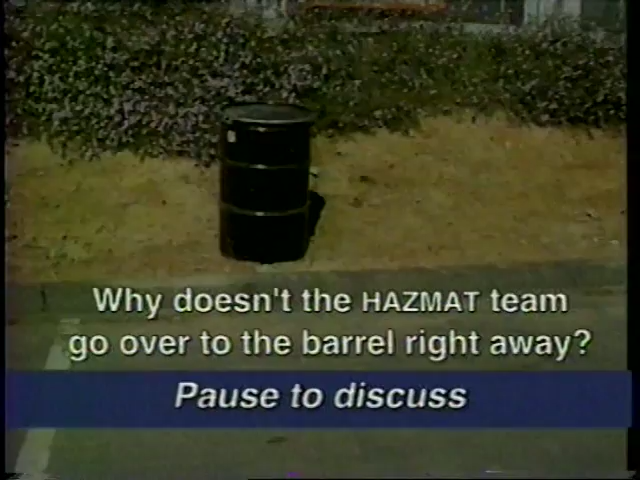 Why doesn't the HAZMAT team
go over to the barrel right away?
Pause to discuss